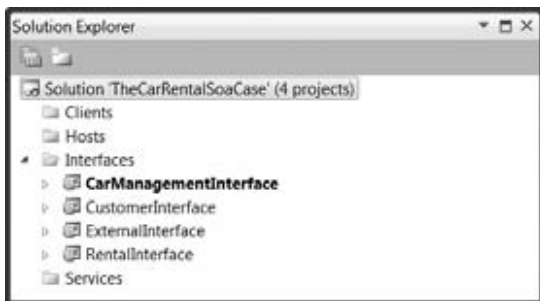 Solution Explorer
Solution 'TheCarRentalSoaCase' (4 projects)
Clients
Hosts
Interfaces
CarManagementInterface
CustomerInterface
ExternalInterface
RentalInterface
Services